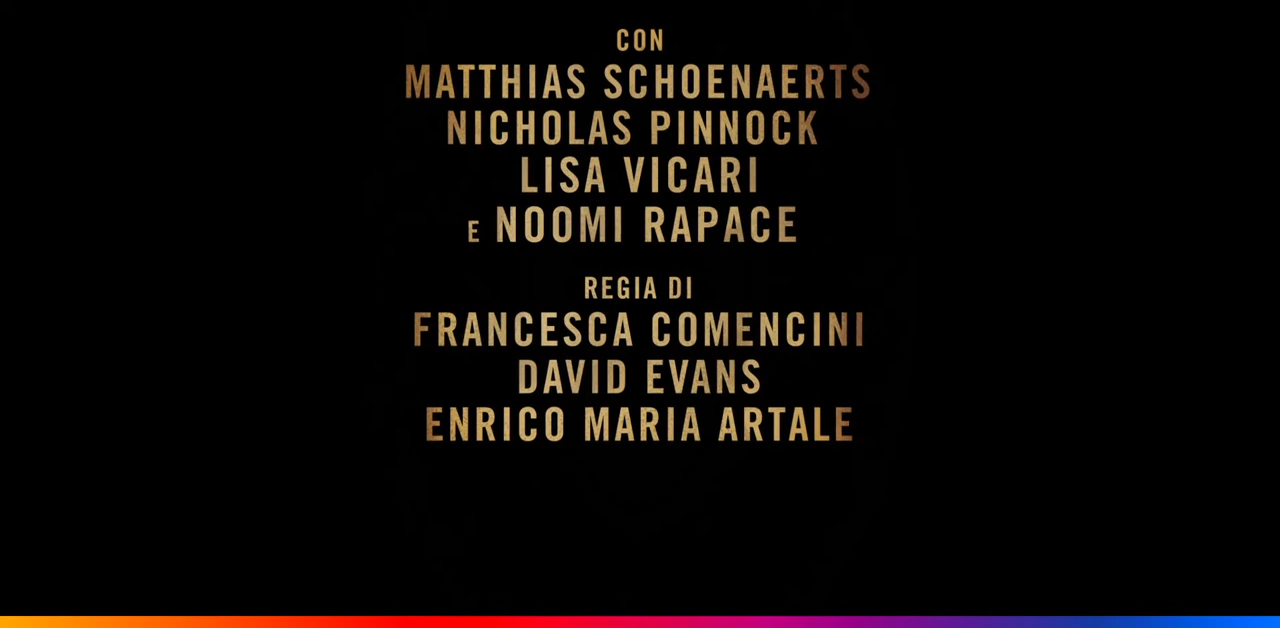 CON
MATTHIAS SCHOENAERTS
NICHOLAS PINNOCK
LISA VICARI
E NOOMI RAPACE
REGIA DI
FRANCESCA COMENCINI
DAVID EVANS
ENRICO MARIA ARTALE